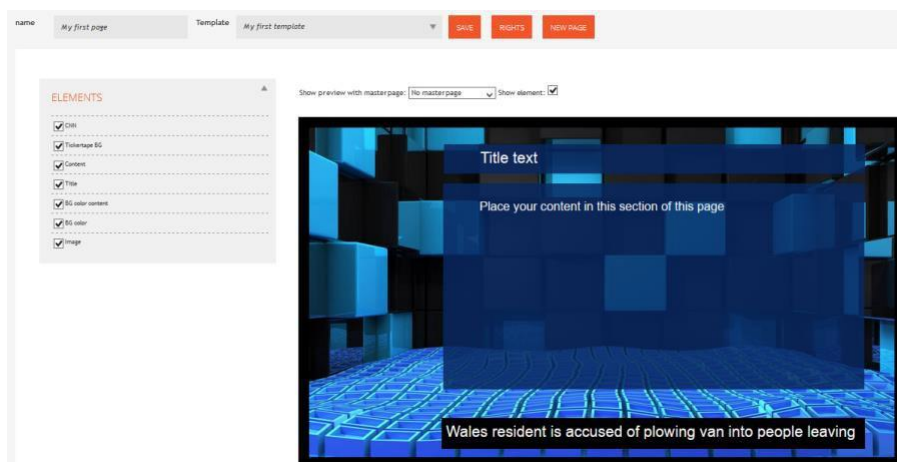 name My first page Template My first template SAVE RIGHTS NEW PAGE
ELEMENTS
Show preview with masterpage: No masterpage Show element:
CNN
Tickertape BG
Content
Title
BG color content
BG color
Image
Title text
Place your content in this section of this page
Wales resident is accused of plowing van into people leaving